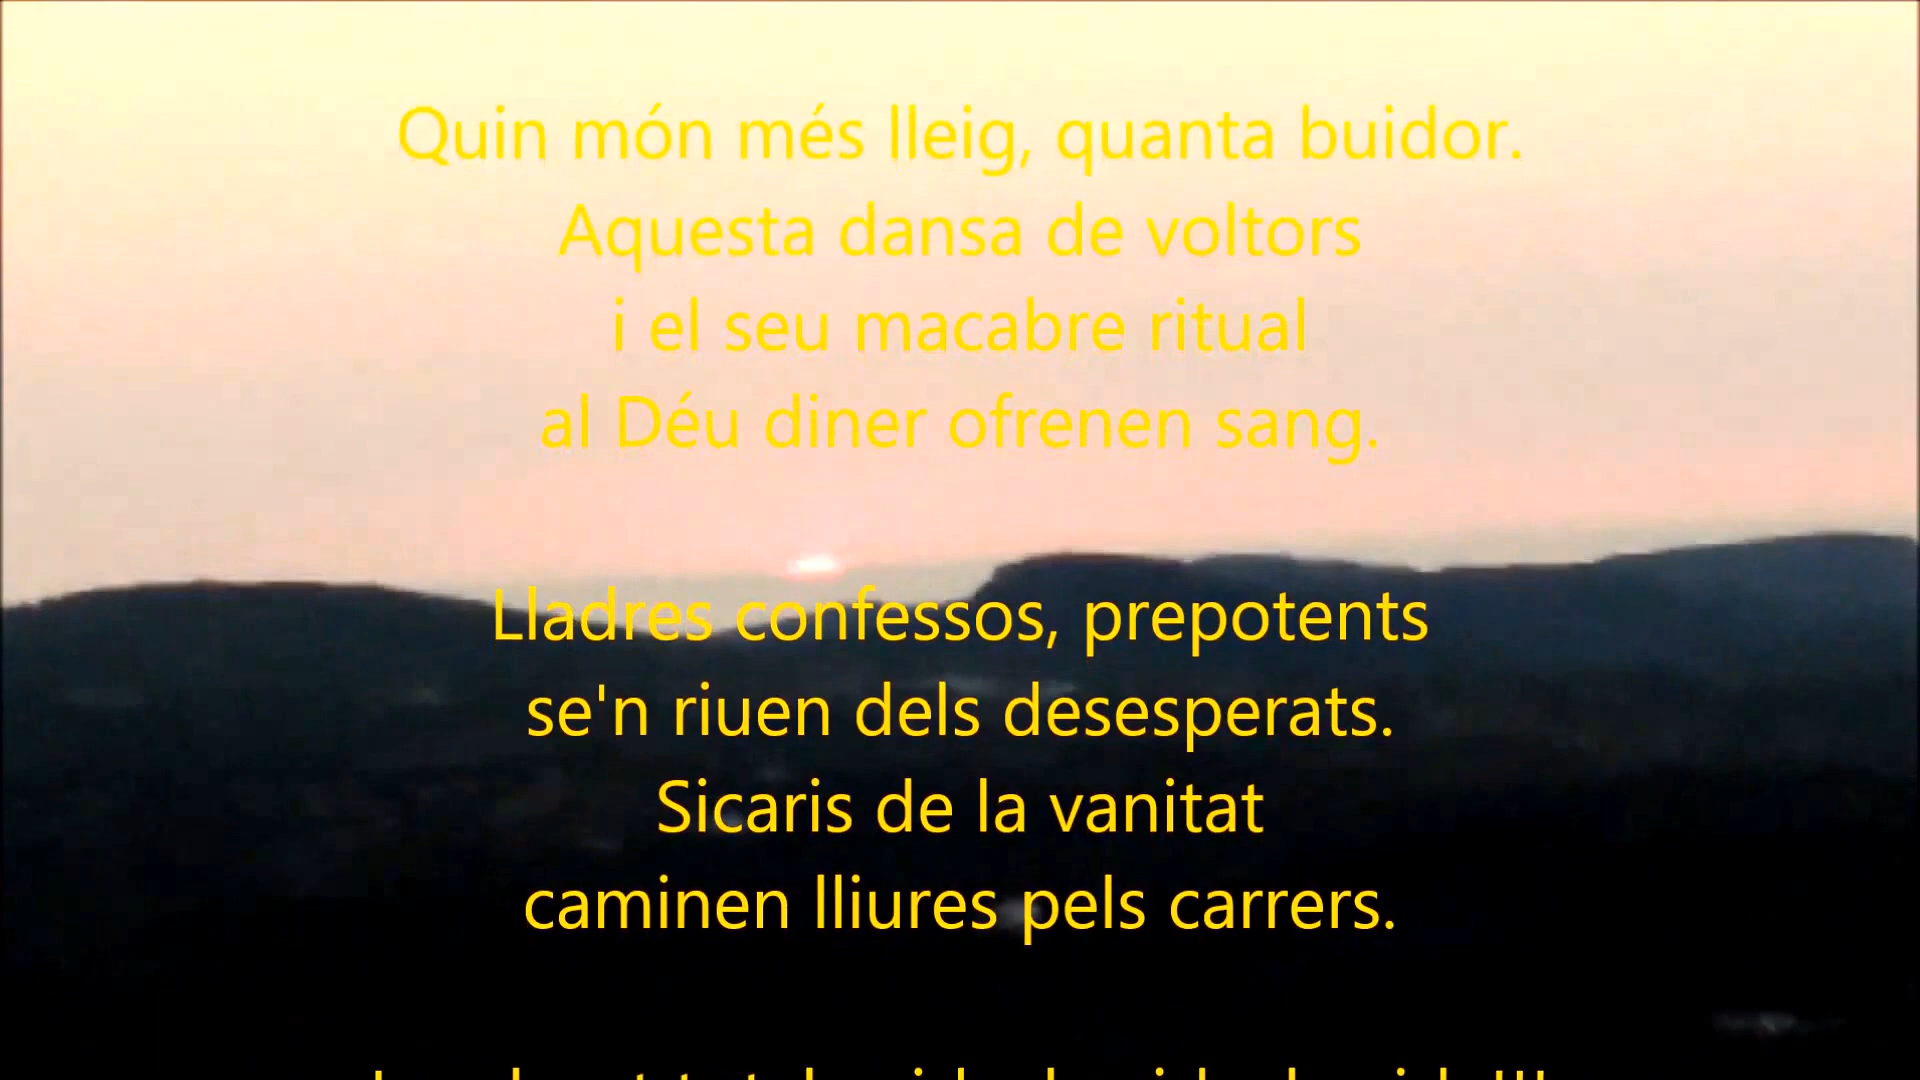 Quin món més lleig, quanta buidor.
Aquesta dansa de voltors
i el seu macabre ritual
al Déu diner ofrenen sang.
Lladres confessos, prepotents
se'n riuen dels desesperats.
Sicaris de la vanitat
caminen lliures pels carrers.